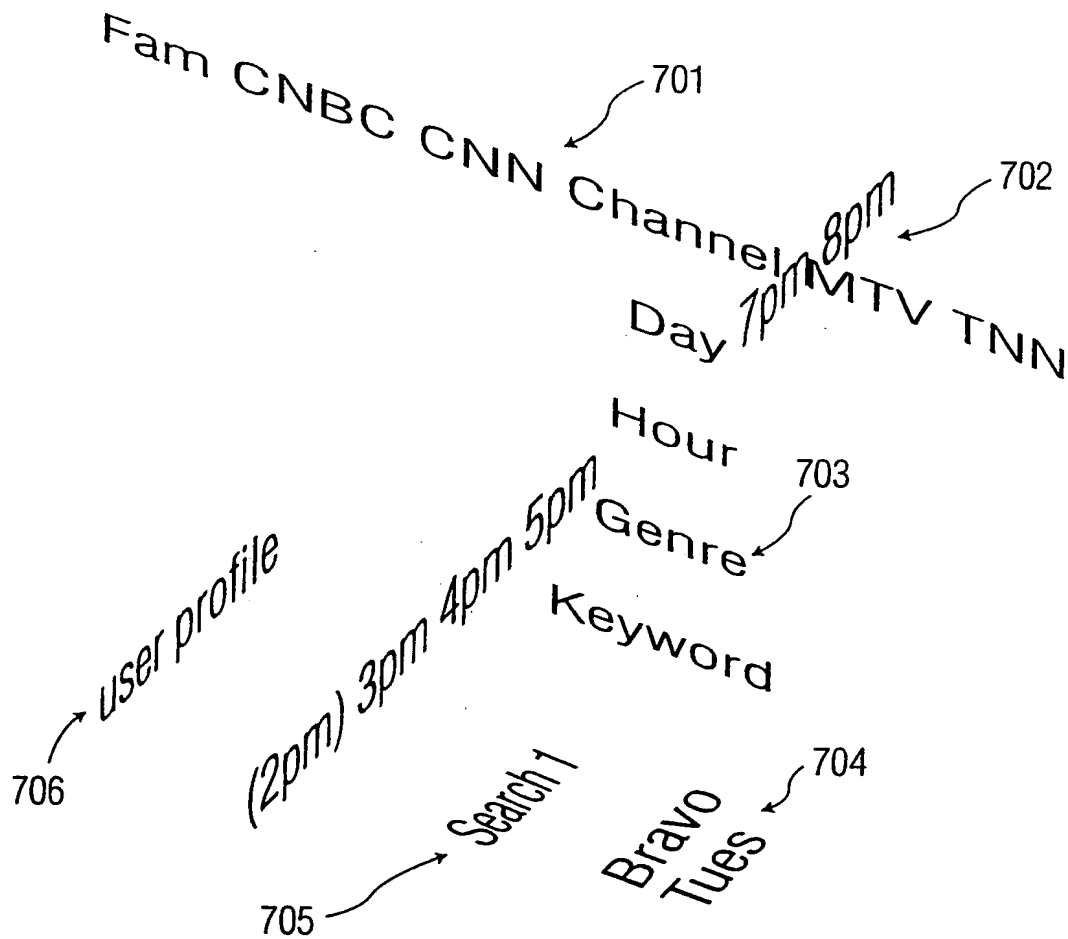 Fam CNBC CNN Channel MTV TNN
701
702
7pm 8pm
Day
Hour
703
Genre
Keyword
(2pm) 3pm 4pm 5pm
user profile
706
704
Search 1
705
Bravo
Tues